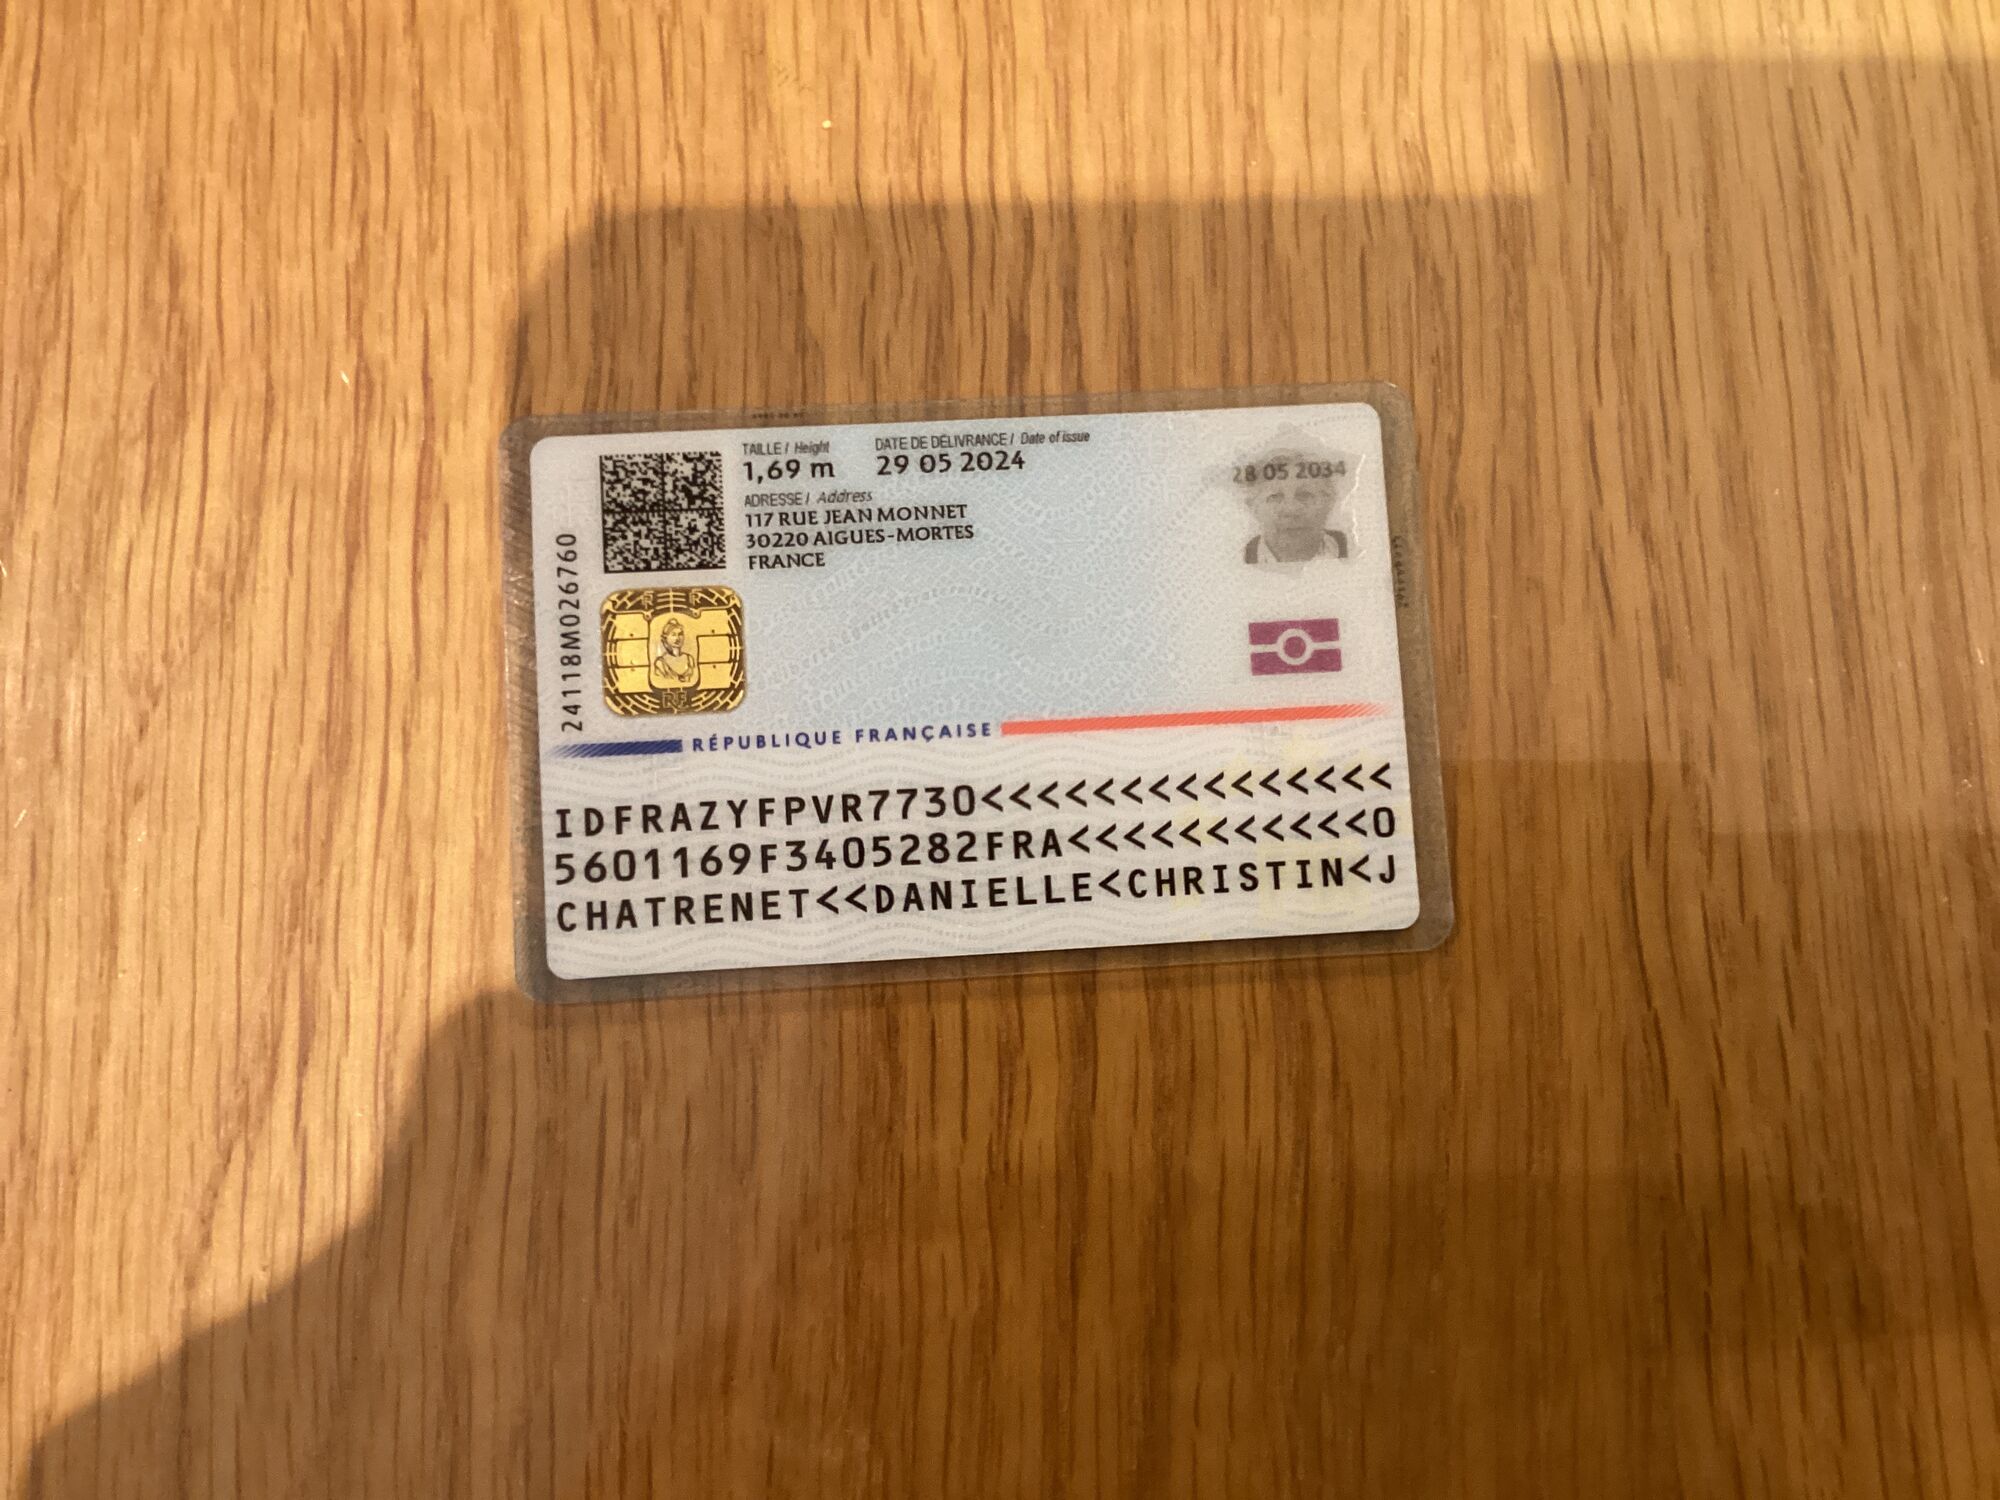 TAILLE / Height
1,69 m
DATE DE DÉLIVRANCE / Date of issue
29 05 2024
ADRESSE / Address
117 RUE JEAN MONNET
30220 AIGUES-MORTES
FRANCE
28 05 2034
24118M026760
RF
RÉPUBLIQUE FRANÇAISE
IDFRAZYFPVR7730<<<<<<<<<<<<<<<
5601169F3405282FRA<<<<<<<<<<<0
CHATRENET<<DANIELLE<CHRISTIN<J